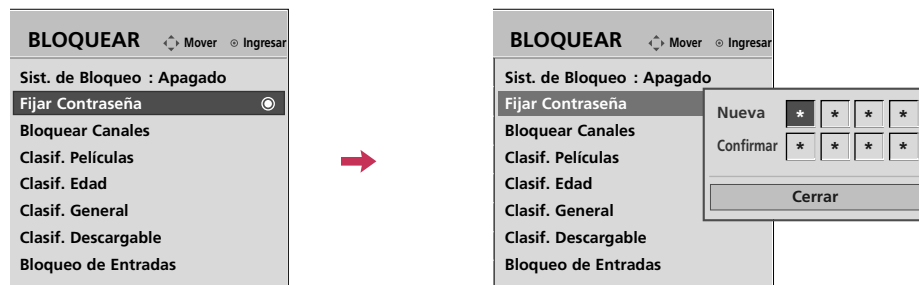 BLOQUEAR Mover Ingresar
Sist. de Bloqueo : Apagado
Fijar Contraseña
Bloquear Canales
Clasif. Películas
Clasif. Edad
Clasif. General
Clasif. Descargable
Bloqueo de Entradas
BLOQUEAR Mover Ingresar
Sist. de Bloqueo : Apagado
Fijar Contraseña
Bloquear Canales
Clasif. Películas
Clasif. Edad
Clasif. General
Clasif. Descargable
Bloqueo de Entradas
Nueva * * * *
Confirmar * * * *
Cerrar